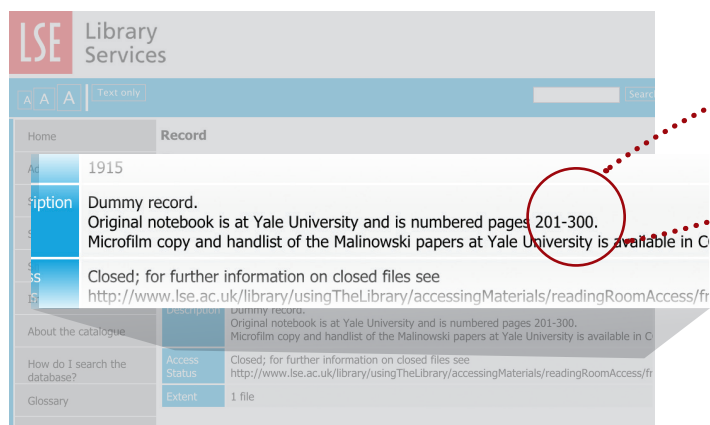 LSE Library
Services
A A A Text only
Search
Home Record
1915
ription Dummy record.
Original notebook is at Yale University and is numbered pages 201-300.
Microfilm copy and handlist of the Malinowski papers at Yale University is available in C
ss Closed; for further information on closed files see
http://www.lse.ac.uk/library/usingTheLibrary/accessingMaterials/readingRoomAccess/fr
Description Dummy record.
Original notebook is at Yale University and is numbered pages 201-300.
About the catalogue
Microfilm copy and handlist of the Malinowski papers at Yale University is available in C
How do I search the
database?
Access
Status
Closed; for further information on closed files see
http://www.lse.ac.uk/library/usingTheLibrary/accessingMaterials/readingRoomAccess/fr
Glossary Extent 1 file